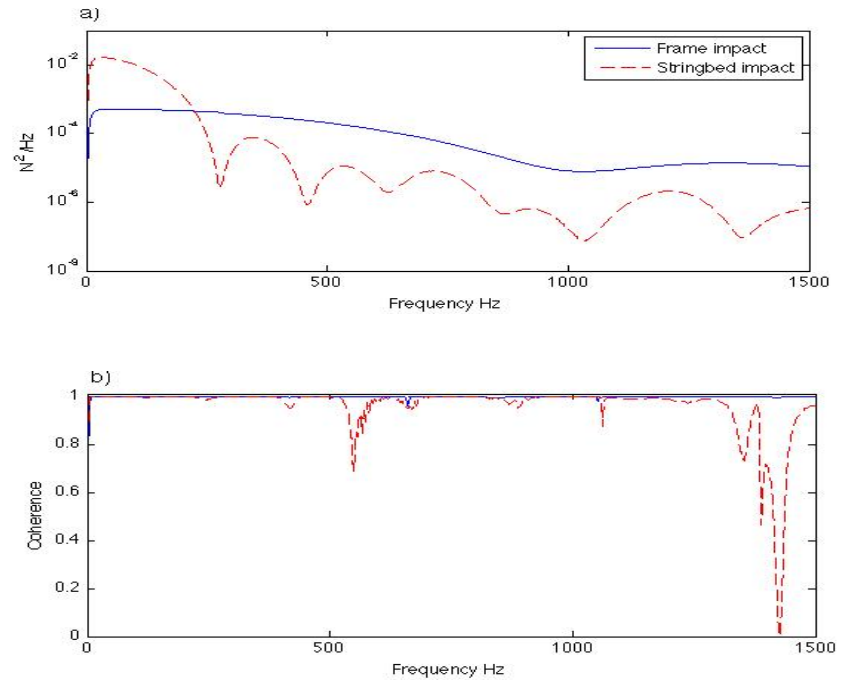 a)
Frame impact
Stringbed impact
10^-2
10^-4
10^-6
10^-9
N^2/Hz
0 500 1000 1500
Frequency Hz
b)
1
0.8
0.6
0.4
0.2
0
Coherence
0 500 1000 1500
Frequency Hz